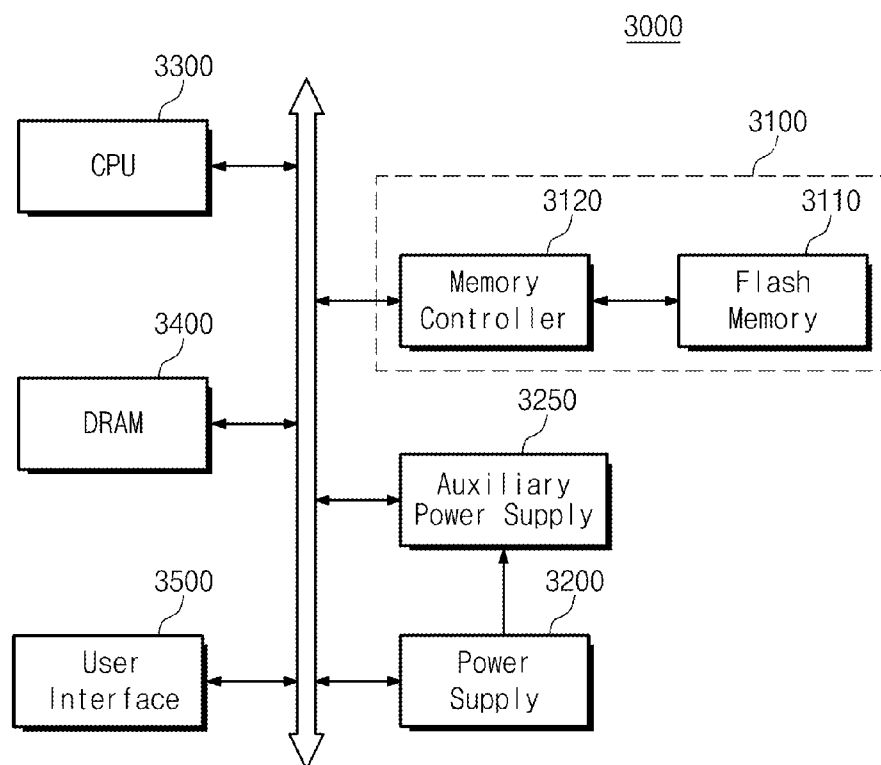 3000
3300
CPU
3100
3120
Memory
Controller
3110
Flash
Memory
3400
DRAM
3250
Auxiliary
Power Supply
3500
User
Interface
3200
Power
Supply